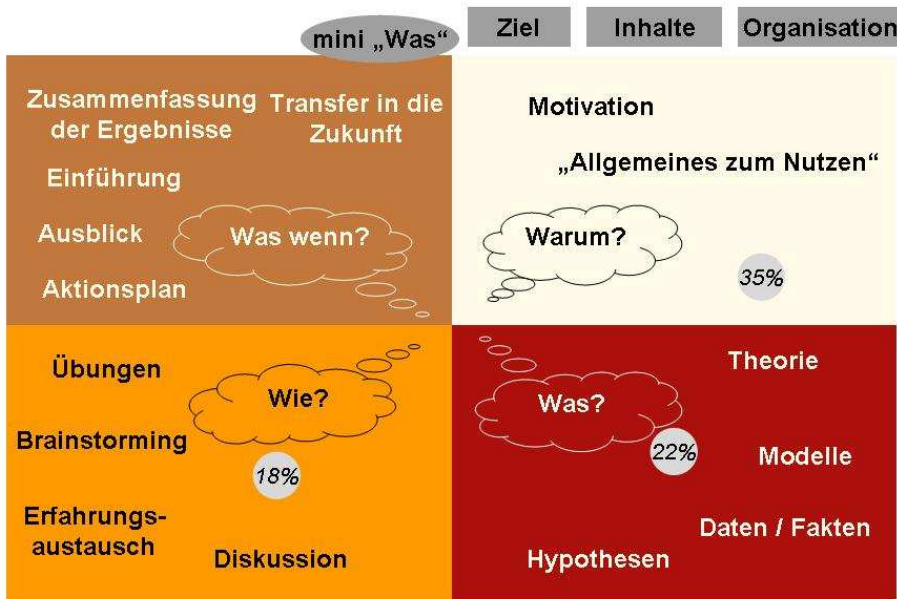 mini „Was“
Ziel
Inhalte
Organisation
Zusammenfassung
der Ergebnisse
Transfer in die
Zukunft
Einführung
Ausblick
Was wenn?
Aktionsplan
Motivation
„Allgemeines zum Nutzen“
Warum?
35%
Übungen
Wie?
Brainstorming
18%
Erfahrungs-
austausch
Diskussion
Theorie
Was?
22%
Modelle
Daten / Fakten
Hypothesen